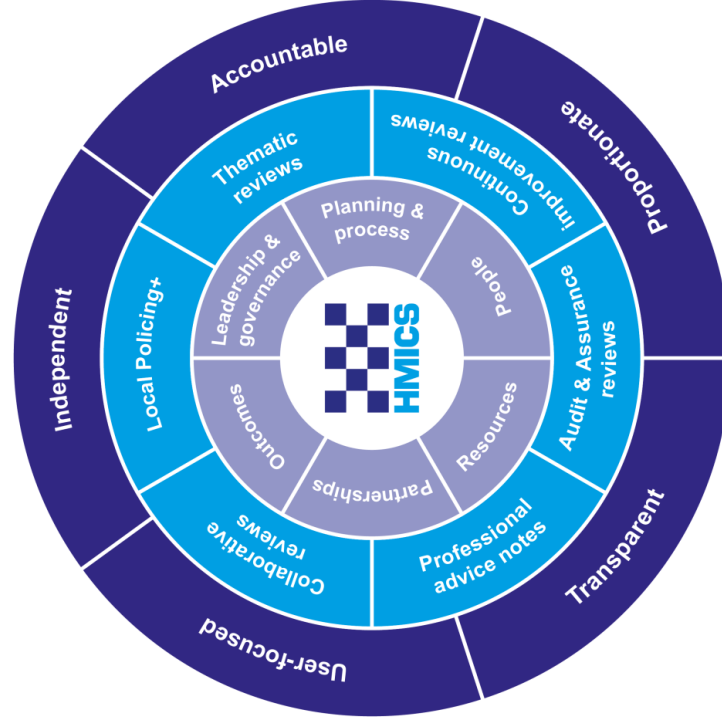 Accountable
Proportionate
Transparent
User-focused
Independent
Thematic
reviews
Continuous
improvement reviews
Audit & Assurance
reviews
Professional
advice notes
Collaborative
reviews
Local Policing+
Planning &
process
People
Resources
Partnerships
Outcomes
Leadership &
governance
HMICS